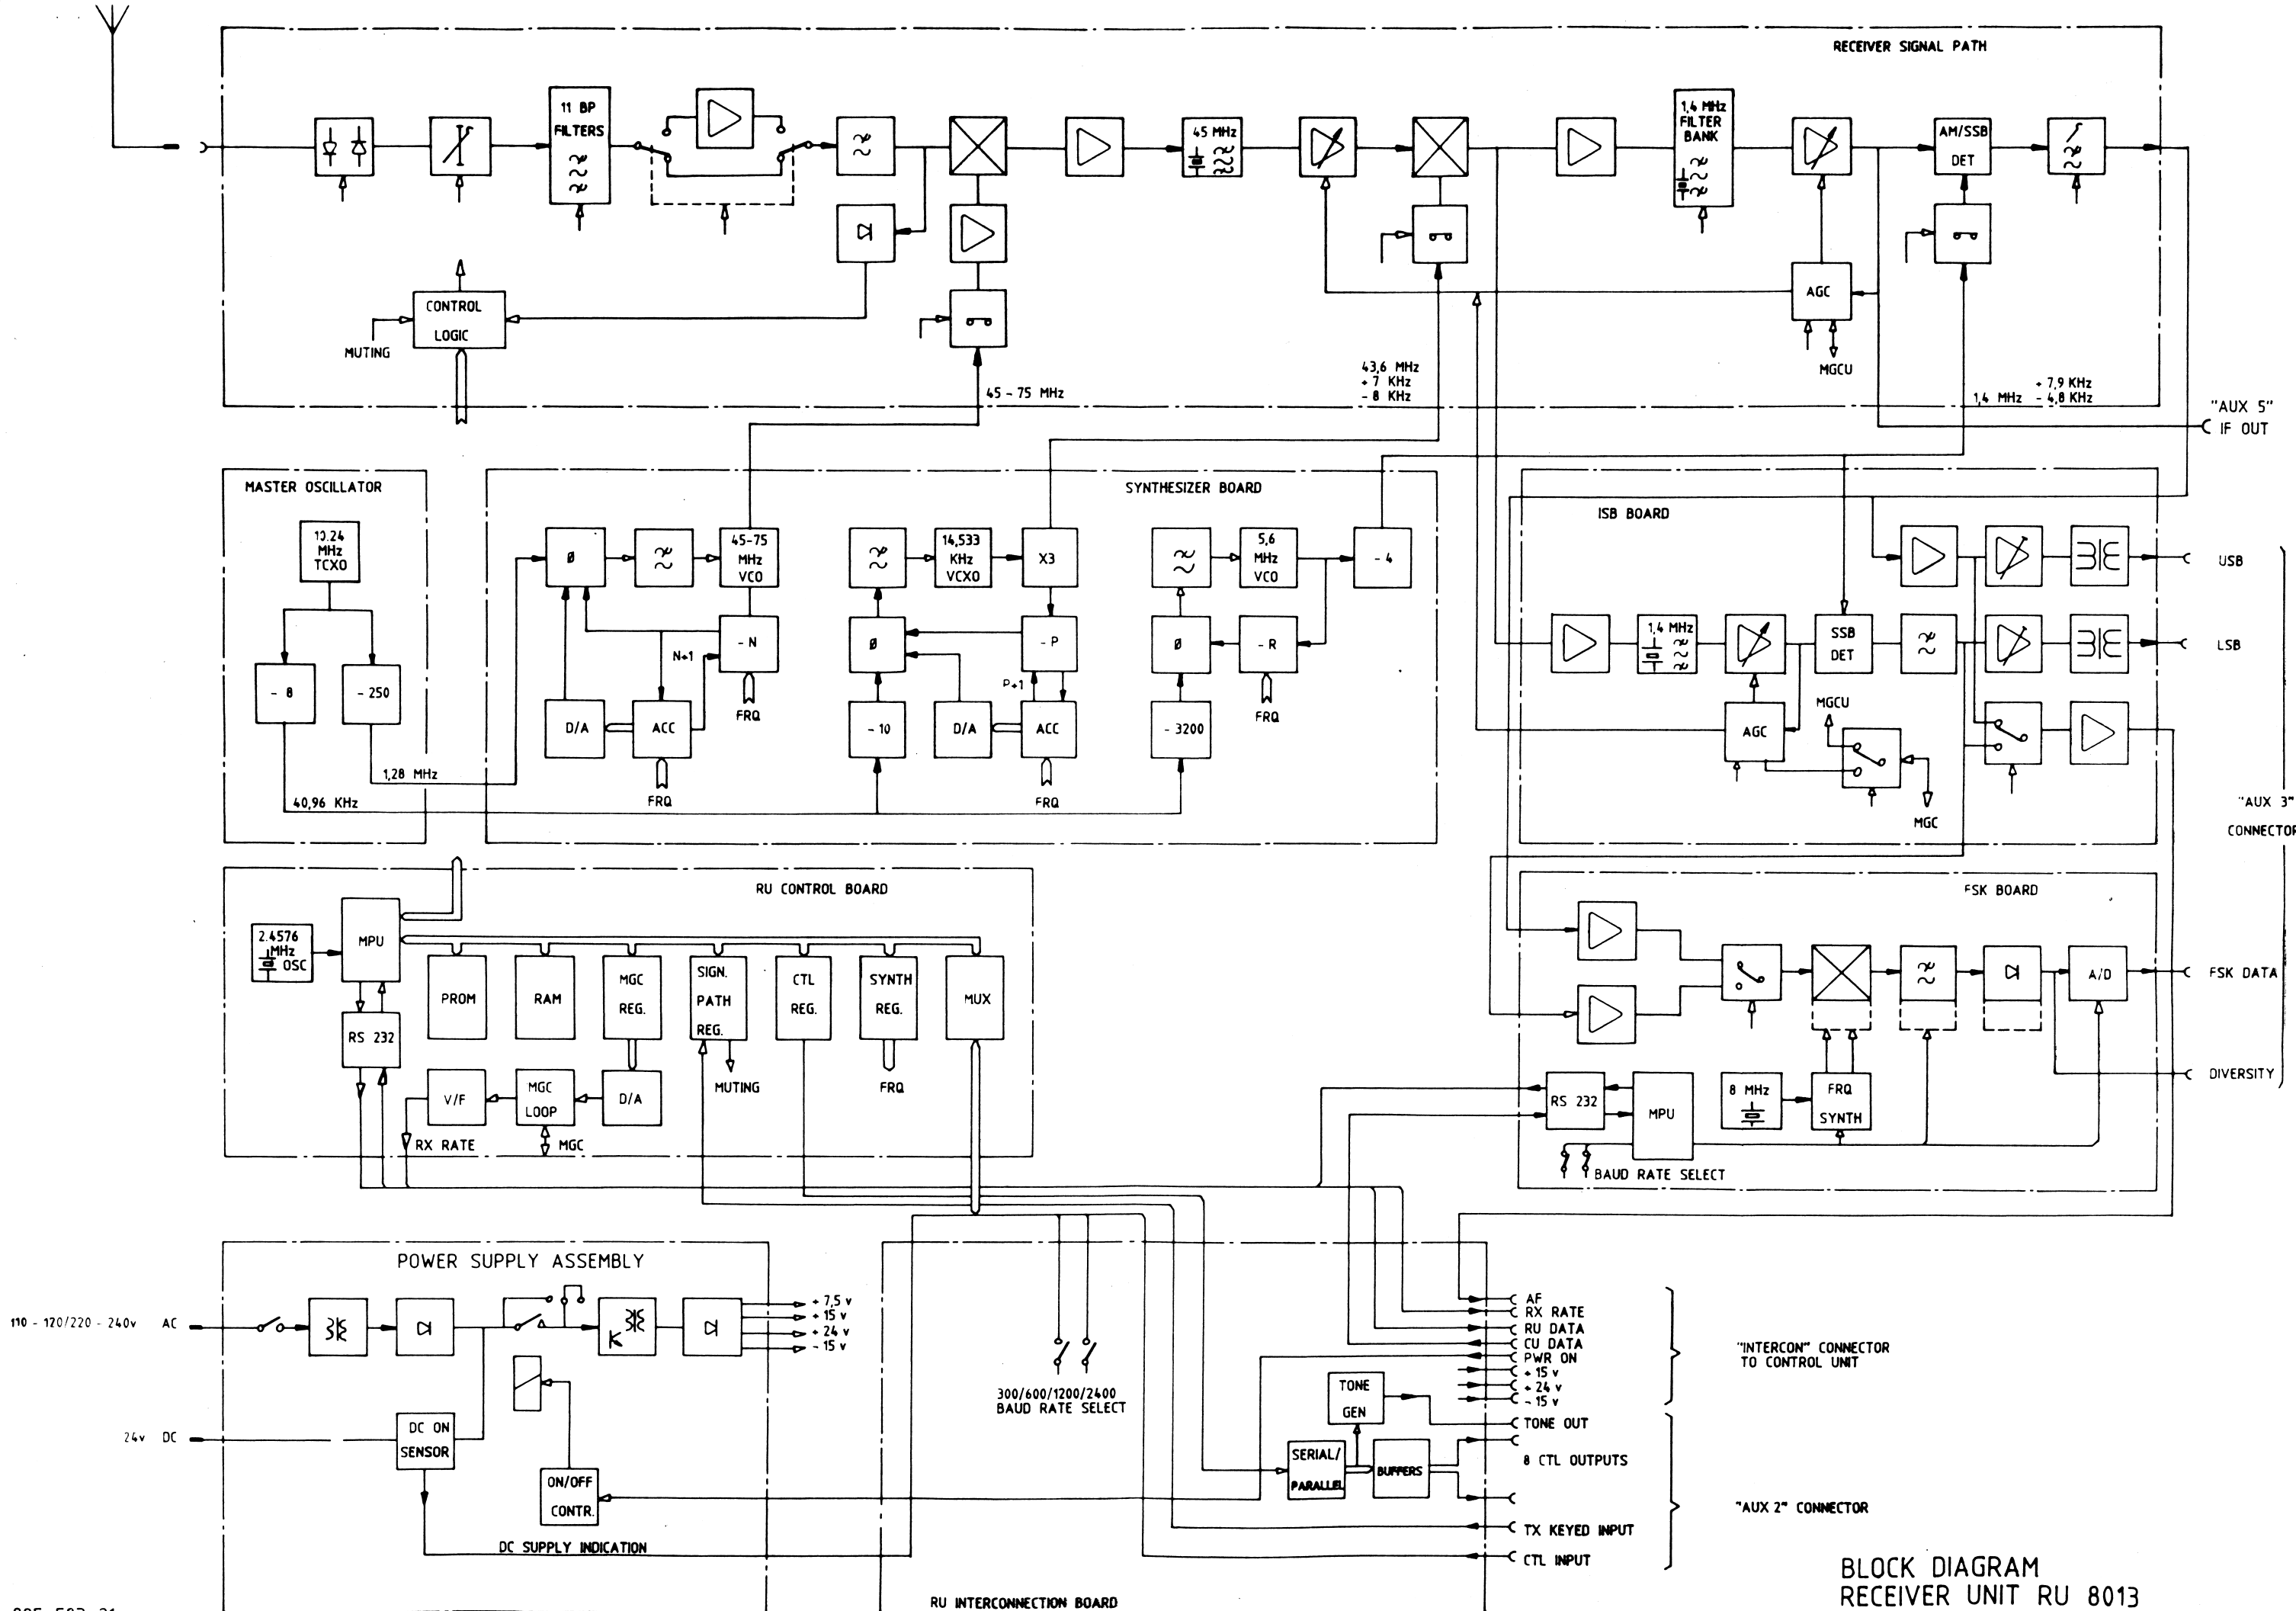 RECEIVER SIGNAL PATH
11 BP
FILTERS
45 MHz
1,4 MHz
FILTER
BANK
AM/SSB
DET
CONTROL
LOGIC
MUTING
AGC
MGCU
45 - 75 MHz
43,6 MHz
+ 7 KHz
- 8 KHz
1,4 MHz
+ 7,9 KHz
- 4,8 KHz
"AUX 5"
IF OUT
MASTER OSCILLATOR
10.24
MHz
TCXO
- 8
- 250
1,28 MHz
40,96 KHz
SYNTHESIZER BOARD
Ø
45-75
MHz
VCO
14,533
KHz
VCXO
X3
5,6
MHz
VCO
- 4
N+1
- N
Ø
- P
Ø
- R
P+1
FRQ
FRQ
D/A
ACC
- 10
D/A
ACC
- 3200
FRQ
FRQ
ISB BOARD
USB
1,4 MHz
SSB
DET
LSB
AGC
MGCU
MGC
"AUX 3"
CONNECTOR
RU CONTROL BOARD
2.4576
MHz
OSC
MPU
PROM
RAM
MGC
REG.
SIGN.
PATH
REG.
CTL
REG.
SYNTH
REG.
MUX
RS 232
V/F
MGC
LOOP
D/A
MUTING
FRQ
RX RATE
MGC
FSK BOARD
A/D
FSK DATA
DIVERSITY
RS 232
MPU
8 MHz
FRQ
SYNTH
BAUD RATE SELECT
POWER SUPPLY ASSEMBLY
110 - 120/220 - 240v AC
+ 7,5 v
+ 15 v
+ 24 v
- 15 v
24v DC
DC ON
SENSOR
ON/OFF
CONTR.
DC SUPPLY INDICATION
300/600/1200/2400
BAUD RATE SELECT
RU INTERCONNECTION BOARD
TONE
GEN
SERIAL/
PARALLEL
BUFFERS
AF
RX RATE
RU DATA
CU DATA
PWR ON
+ 15 v
+ 24 v
- 15 v
TONE OUT
8 CTL OUTPUTS
TX KEYED INPUT
CTL INPUT
"INTERCON" CONNECTOR
TO CONTROL UNIT
"AUX 2" CONNECTOR
BLOCK DIAGRAM
RECEIVER UNIT RU 8013